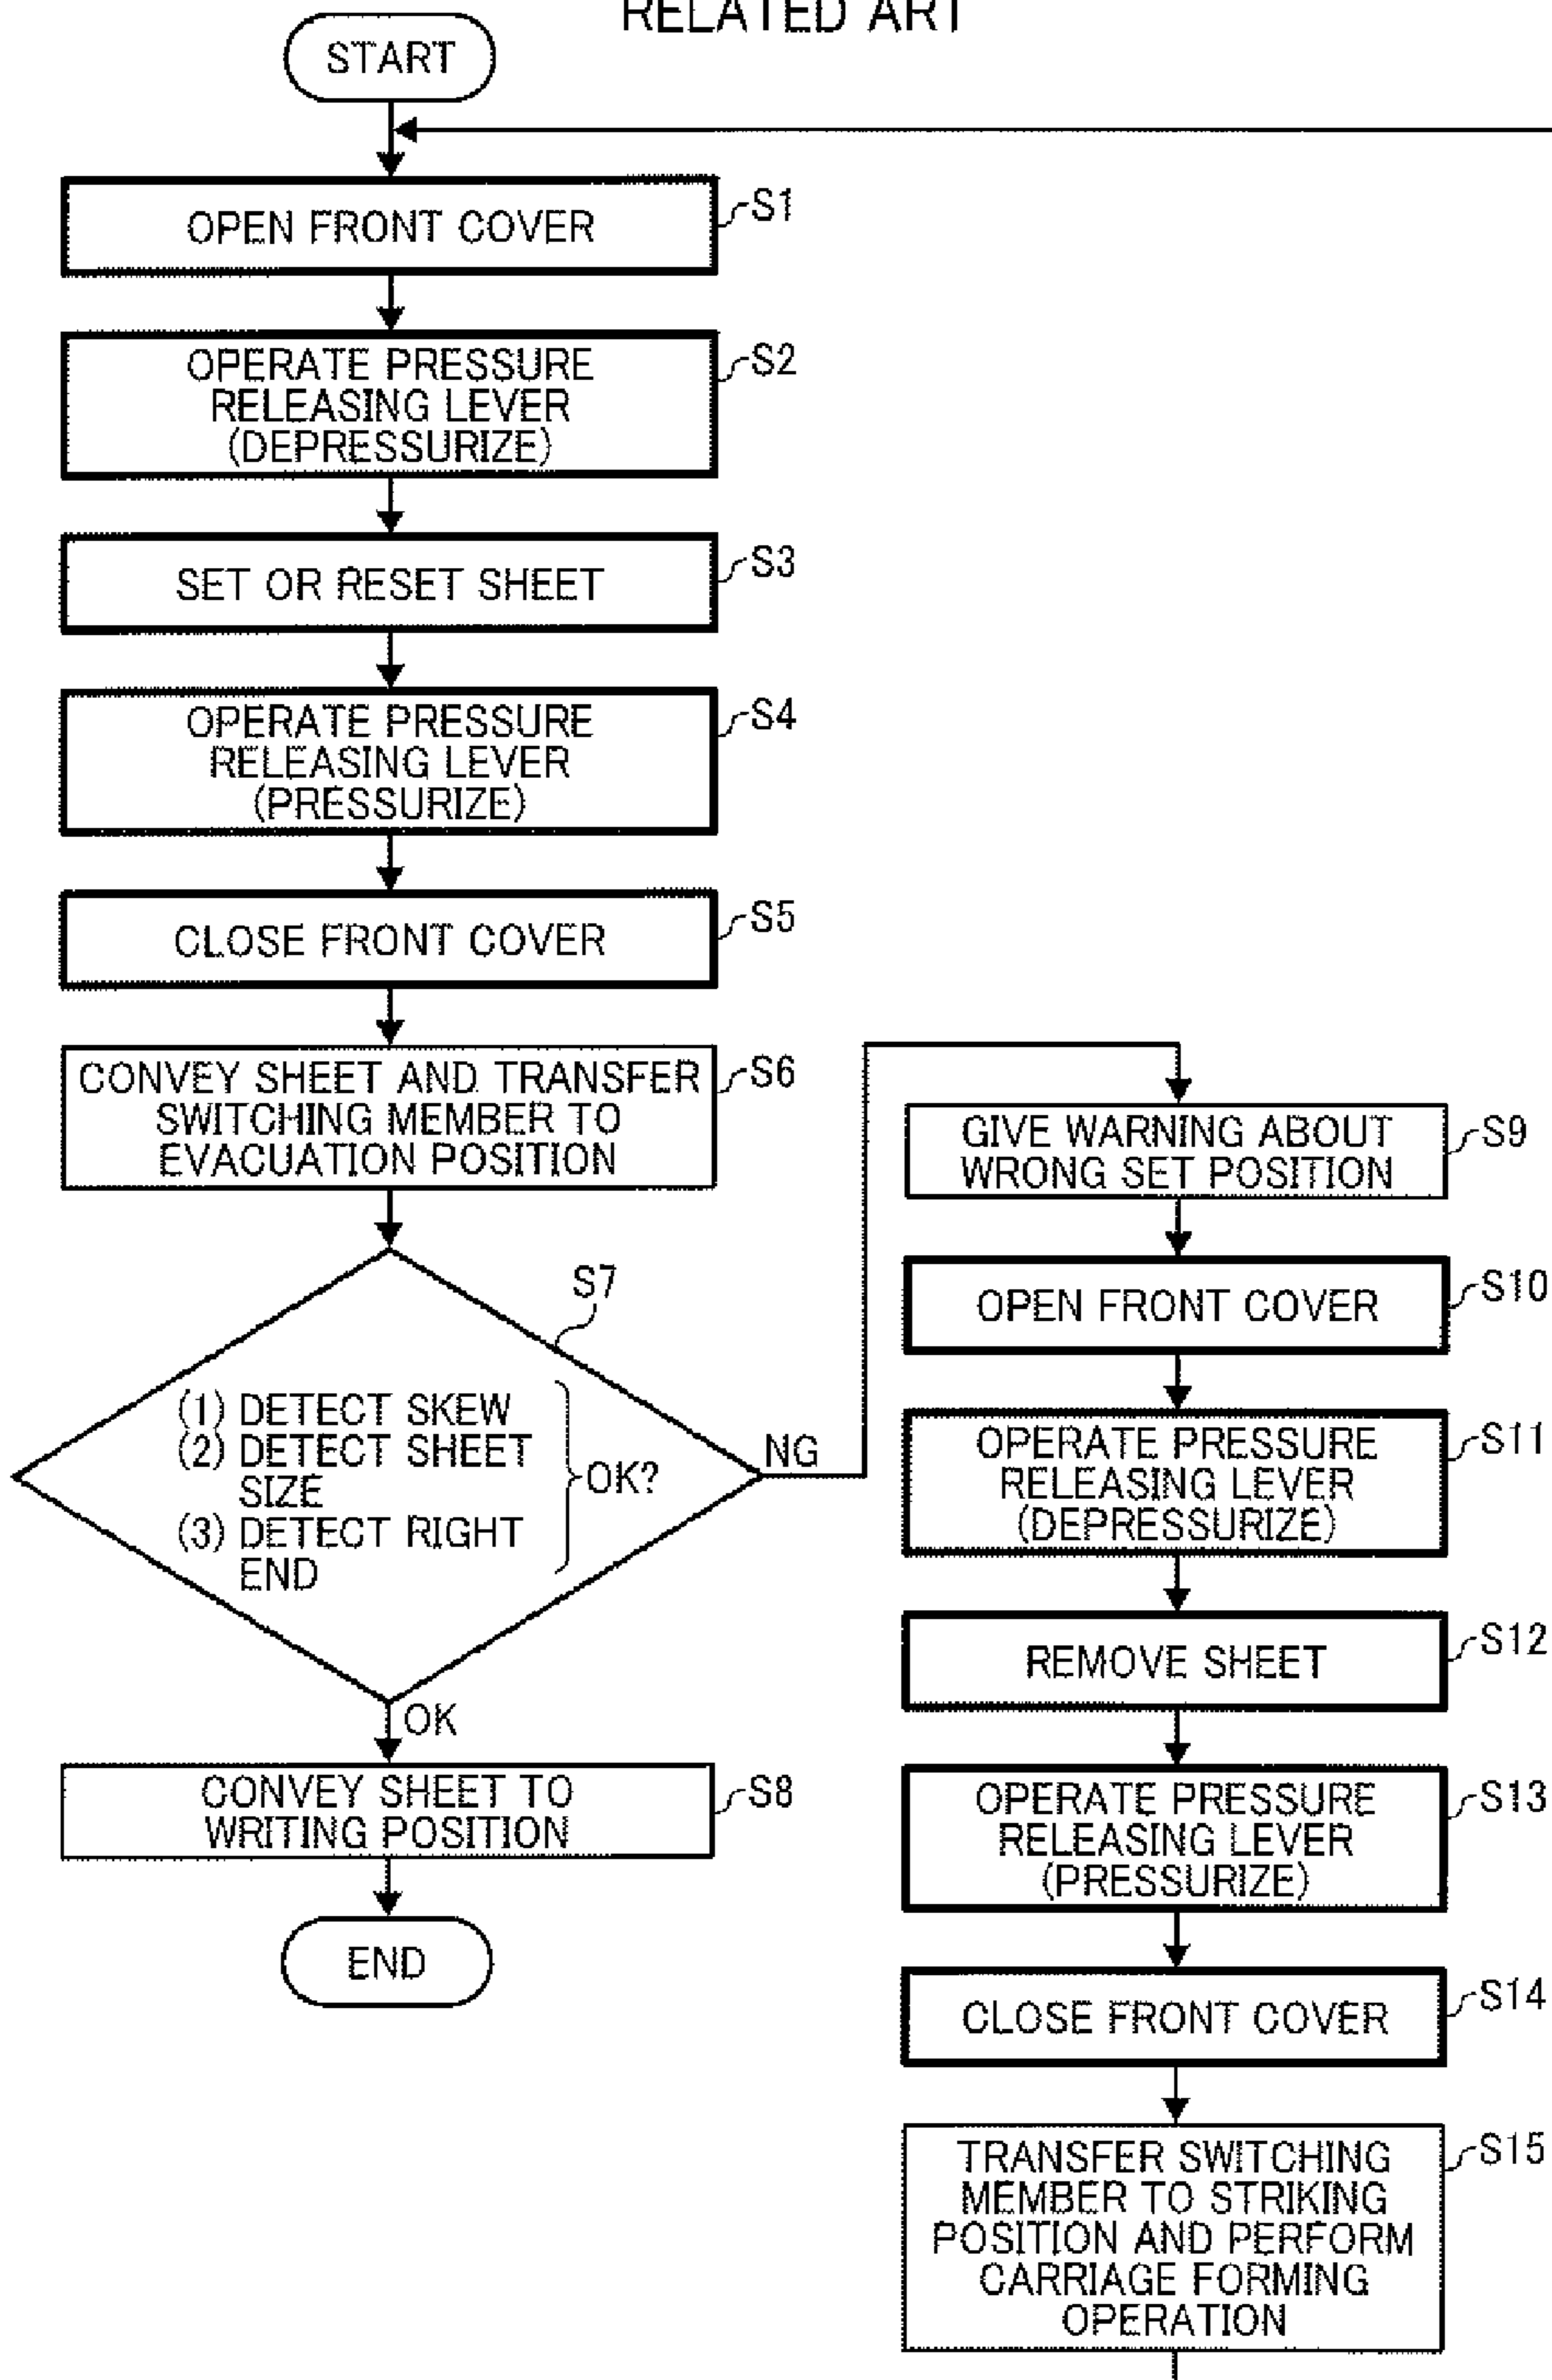 RELATED ART
START
OPEN FRONT COVER
S1
OPERATE PRESSURE
RELEASING LEVER
(DEPRESSURIZE)
S2
SET OR RESET SHEET
S3
OPERATE PRESSURE
RELEASING LEVER
(PRESSURIZE)
S4
CLOSE FRONT COVER
S5
CONVEY SHEET AND TRANSFER
SWITCHING MEMBER TO
EVACUATION POSITION
S6
S7
(1) DETECT SKEW
(2) DETECT SHEET
SIZE
(3) DETECT RIGHT
END
OK?
NG
OK
CONVEY SHEET TO
WRITING POSITION
S8
END
GIVE WARNING ABOUT
WRONG SET POSITION
S9
OPEN FRONT COVER
S10
OPERATE PRESSURE
RELEASING LEVER
(DEPRESSURIZE)
S11
REMOVE SHEET
S12
OPERATE PRESSURE
RELEASING LEVER
(PRESSURIZE)
S13
CLOSE FRONT COVER
S14
TRANSFER SWITCHING
MEMBER TO STRIKING
POSITION AND PERFORM
CARRIAGE FORMING
OPERATION
S15